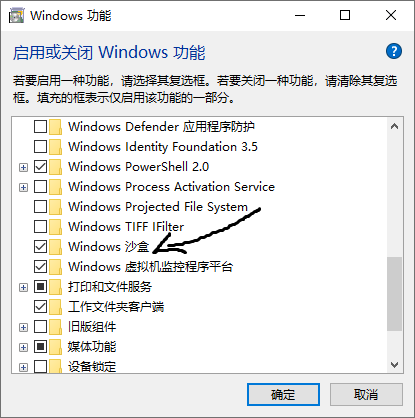 Windows 功能
启用或关闭 Windows 功能
若要启用一种功能，请选择其复选框。若要关闭一种功能，请清除其复选
框。填充的框表示仅启用该功能的一部分。
Windows Defender 应用程序防护
Windows Identity Foundation 3.5
Windows PowerShell 2.0
Windows Process Activation Service
Windows Projected File System
Windows TIFF IFilter
Windows 沙盒
Windows 虚拟机监控程序平台
打印和文件服务
工作文件夹客户端
旧版组件
媒体功能
设备锁定
确定
取消